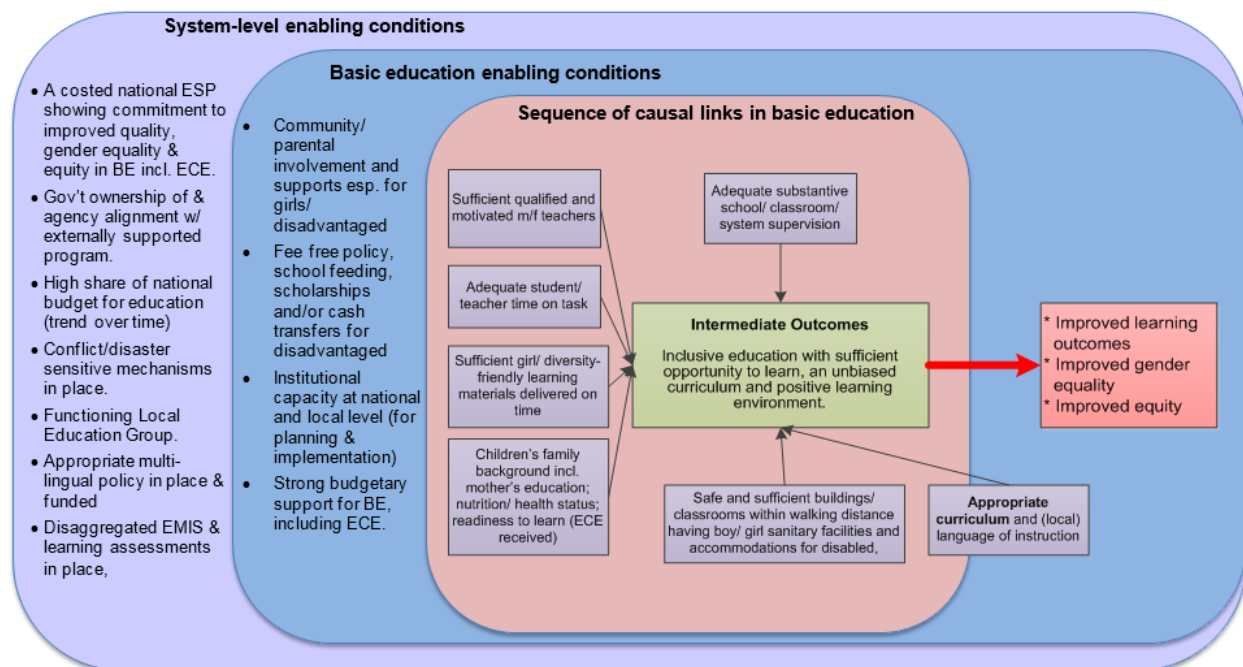 System-level enabling conditions
• A costed national ESP
showing commitment to
improved quality,
gender equality &
equity in BE incl. ECE.
• Gov't ownership of &
agency alignment w/
externally supported
program.
• High share of national
budget for education
(trend over time)
• Conflict/disaster
sensitive mechanisms
in place.
• Functioning Local
Education Group.
• Appropriate multi-
lingual policy in place &
funded
• Disaggregated EMIS &
learning assessments
in place,
Basic education enabling conditions
• Community/
parental
involvement and
supports esp. for
girls/
disadvantaged
• Fee free policy,
school feeding,
scholarships
and/or cash
transfers for
disadvantaged
• Institutional
capacity at national
and local level (for
planning &
implementation)
• Strong budgetary
support for BE,
including ECE.
Sequence of causal links in basic education
Sufficient qualified and
motivated m/f teachers
Adequate student/
teacher time on task
Sufficient girl/ diversity-
friendly learning
materials delivered on
time
Children's family
background incl.
mother's education;
nutrition/ health status;
readiness to learn (ECE
received)
Adequate substantive
school/ classroom/
system supervision
Intermediate Outcomes
Inclusive education with sufficient
opportunity to learn, an unbiased
curriculum and positive learning
environment.
Safe and sufficient buildings/
classrooms within walking distance
having boy/ girl sanitary facilities and
accommodations for disabled,
Appropriate
curriculum and (local)
language of instruction
* Improved learning
outcomes
* Improved gender
equality
* Improved equity